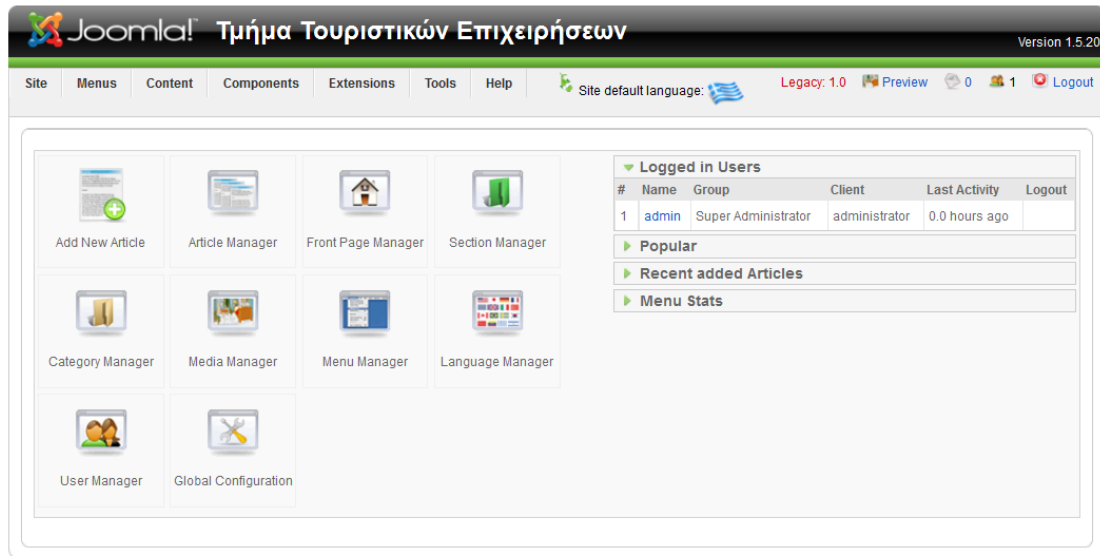 Joomla! Τμήμα Τουριστικών Επιχειρήσεων
Version 1.5.20
Site Menus Content Components Extensions Tools Help Site default language: Legacy: 1.0 Preview 0 1 Logout
Add New Article Article Manager Front Page Manager Section Manager
Category Manager Media Manager Menu Manager Language Manager
User Manager Global Configuration
Logged in Users
# Name Group Client Last Activity Logout
1 admin Super Administrator administrator 0.0 hours ago
Popular
Recent added Articles
Menu Stats